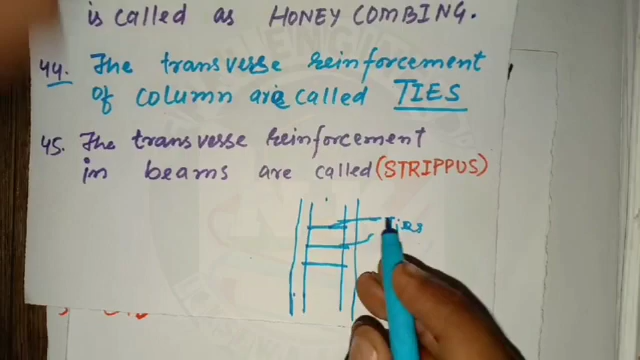 is called as HONEY COMBING.
44. The transverse reinforcement
of column are called TIES
45. The transverse reinforcement
in beams are called (STRIPPUS)
Ties